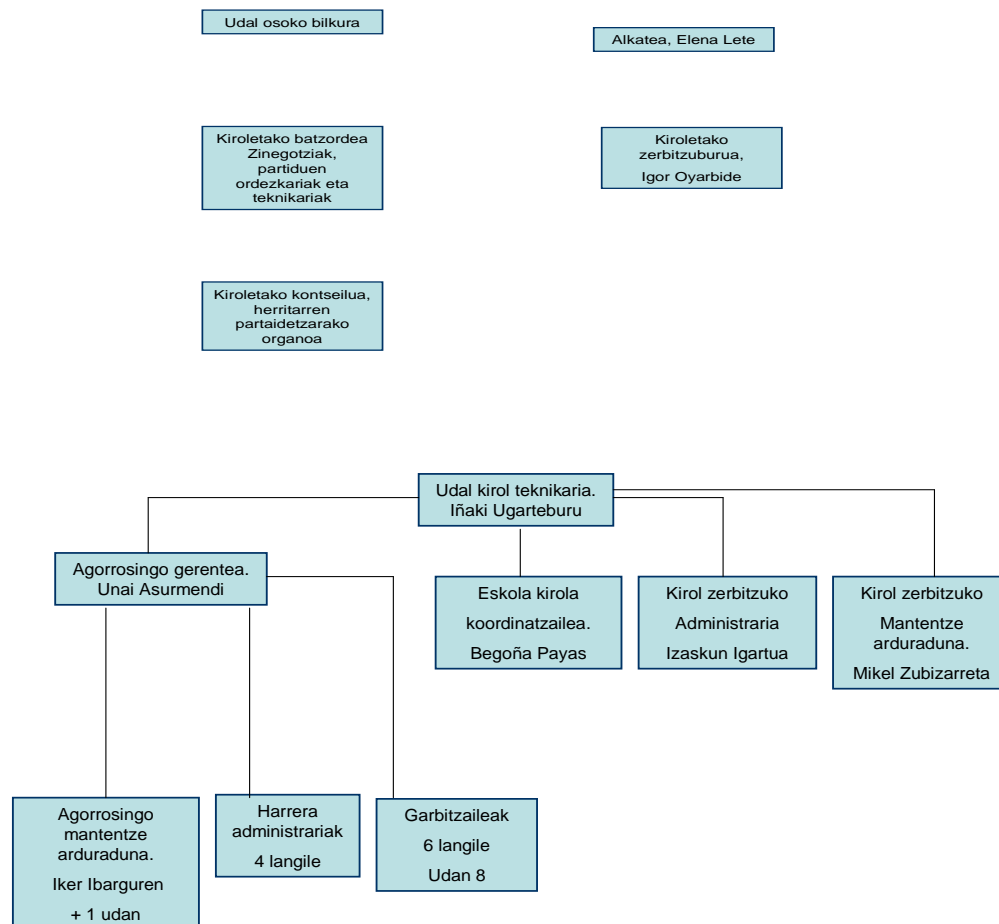 Udal osoko bilkura
Alkatea, Elena Lete
Kiroletako batzordea
Zinegotziak,
partiduen
ordezkariak eta
teknikariak
Kiroletako
zerbitzuburua,
Igor Oyarbide
Kiroletako kontseilua,
herritarren
partaidetzarako
organoa
Udal kirol teknikaria.
Iñaki Ugarteburu
Agorrosingo gerentea.
Unai Asurmendi
Eskola kirola
koordinatzailea.
Begoña Payas
Kirol zerbitzuko
Administraria
Izaskun Igartua
Kirol zerbitzuko
Mantentze
arduraduna.
Mikel Zubizarreta
Agorrosingo
mantentze
arduraduna.
Iker Ibarguren
+ 1 udan
Harrera
administrariak
4 langile
Garbitzaileak
6 langile
Udan 8